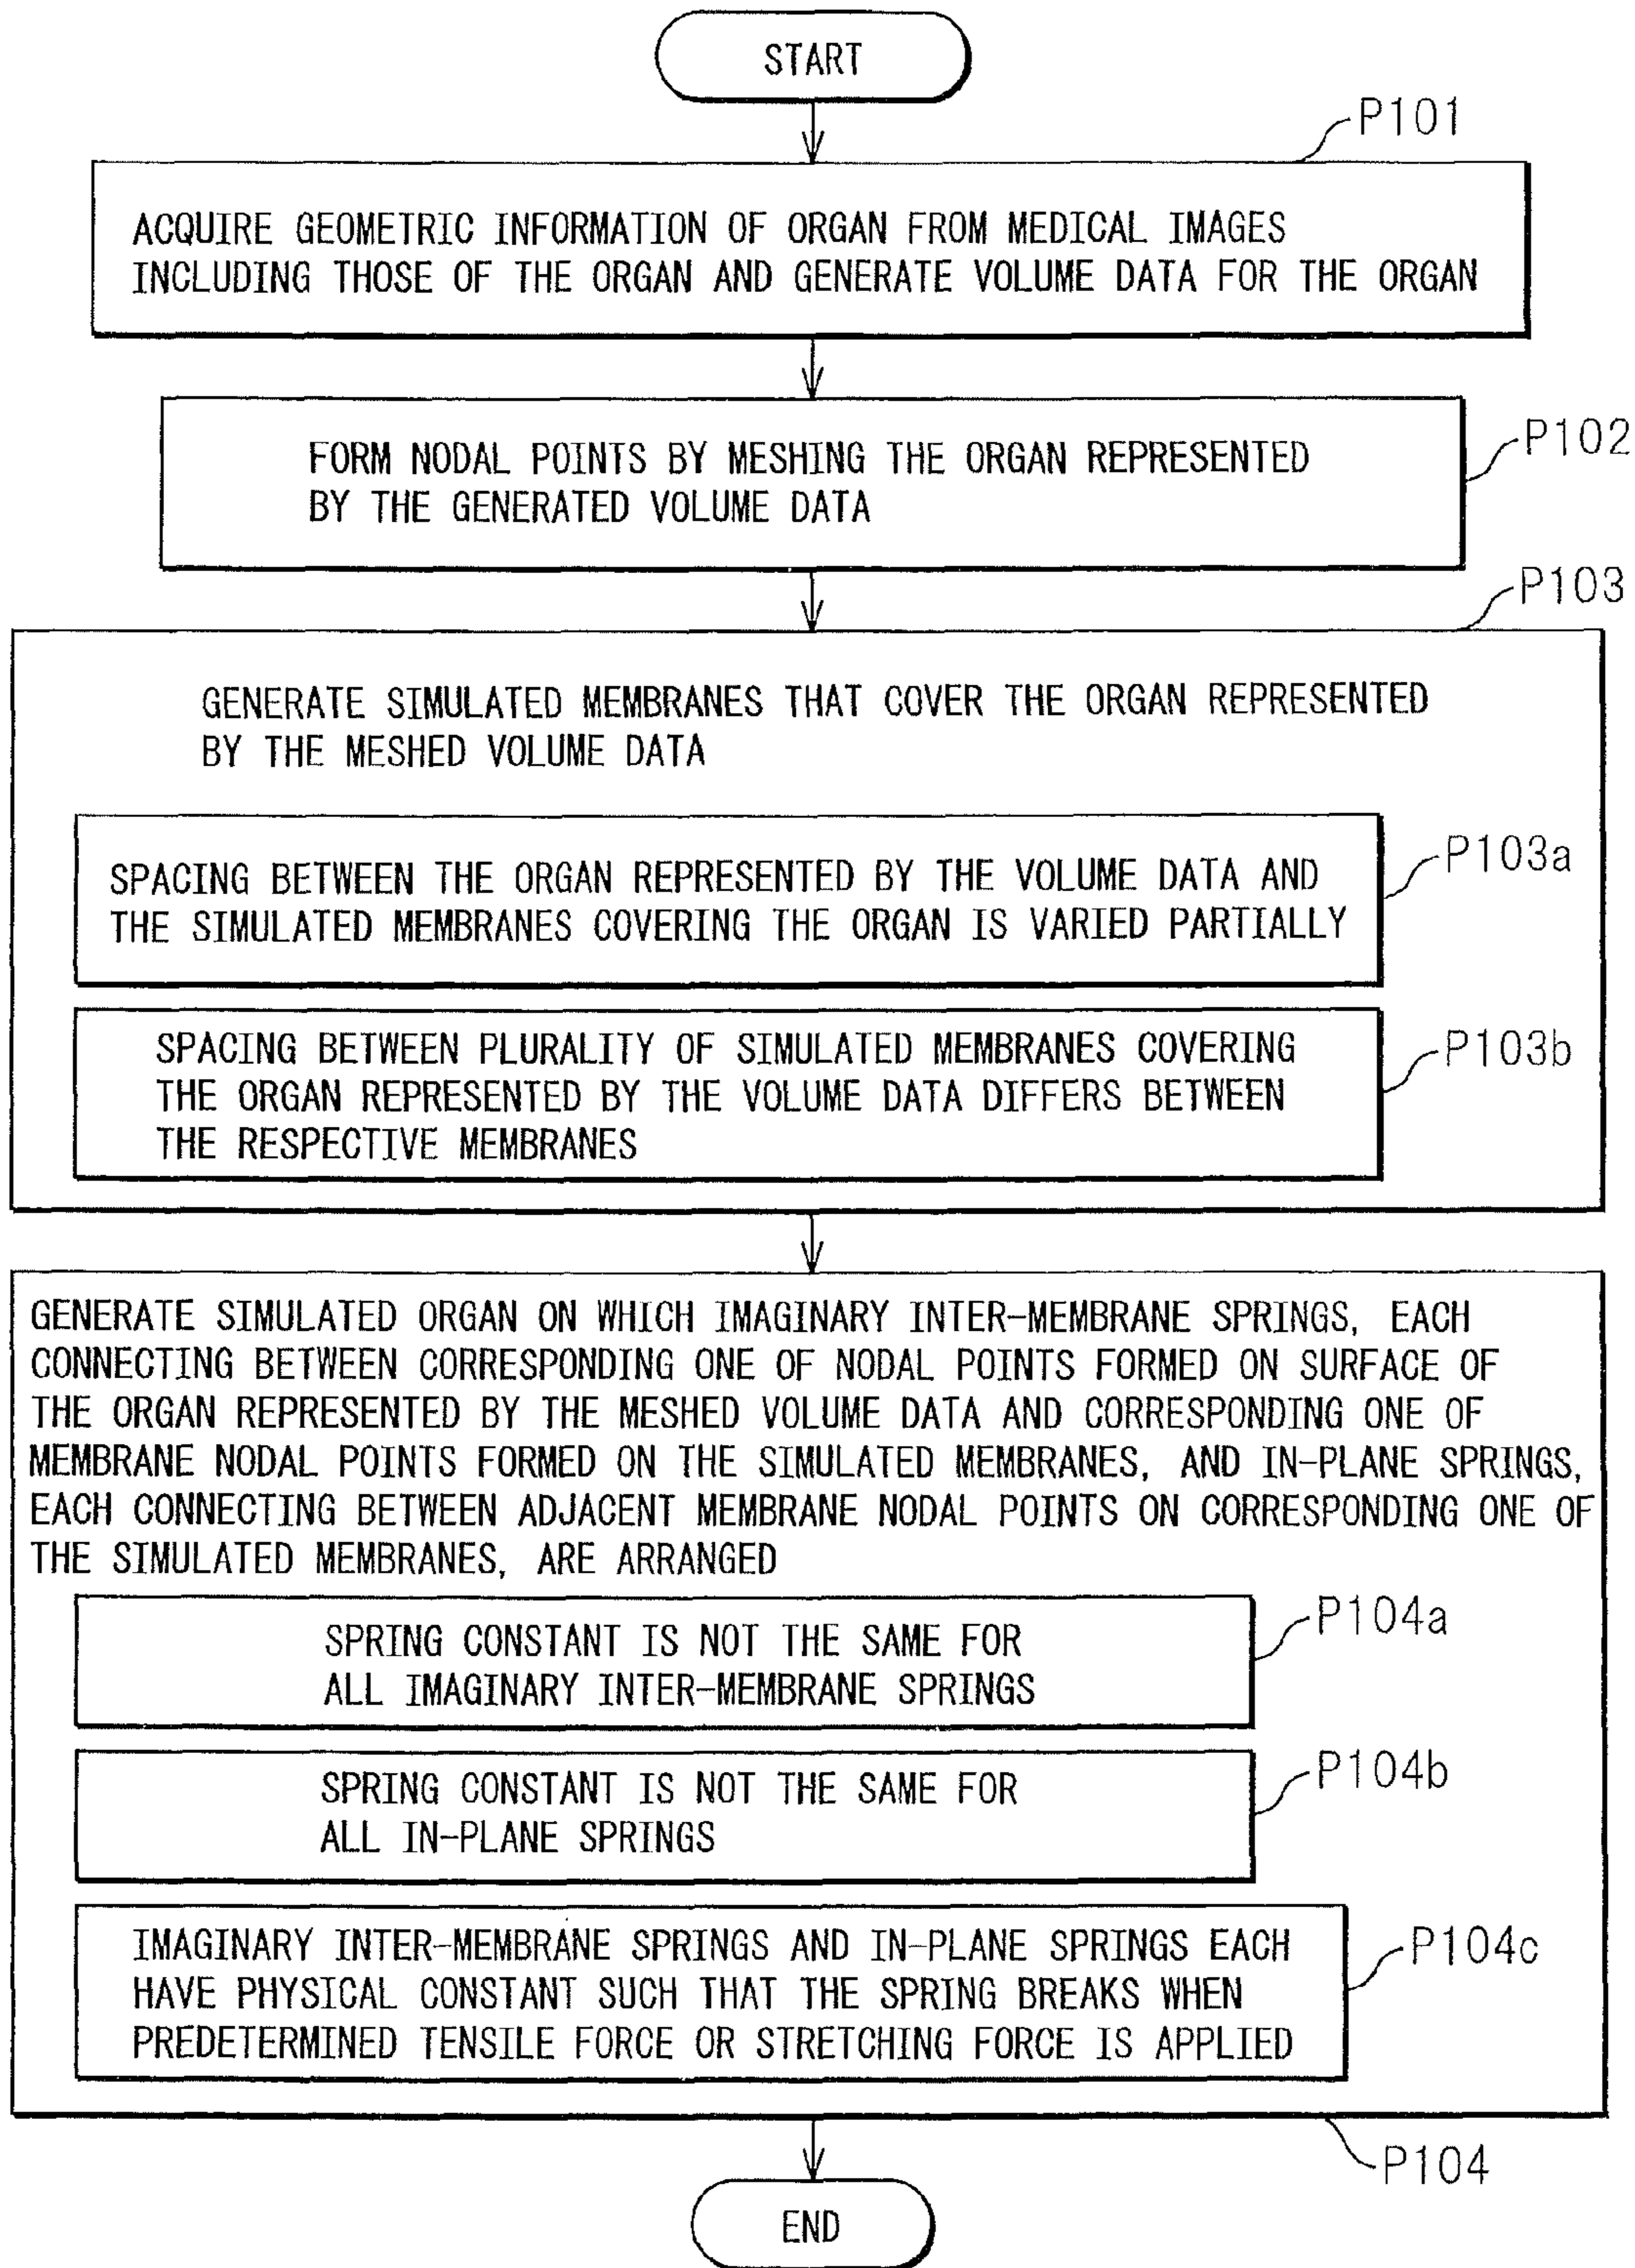 START
P101
ACQUIRE GEOMETRIC INFORMATION OF ORGAN FROM MEDICAL IMAGES
INCLUDING THOSE OF THE ORGAN AND GENERATE VOLUME DATA FOR THE ORGAN
P102
FORM NODAL POINTS BY MESHING THE ORGAN REPRESENTED
BY THE GENERATED VOLUME DATA
P103
GENERATE SIMULATED MEMBRANES THAT COVER THE ORGAN REPRESENTED
BY THE MESHED VOLUME DATA
P103a
SPACING BETWEEN THE ORGAN REPRESENTED BY THE VOLUME DATA AND
THE SIMULATED MEMBRANES COVERING THE ORGAN IS VARIED PARTIALLY
P103b
SPACING BETWEEN PLURALITY OF SIMULATED MEMBRANES COVERING
THE ORGAN REPRESENTED BY THE VOLUME DATA DIFFERS BETWEEN
THE RESPECTIVE MEMBRANES
GENERATE SIMULATED ORGAN ON WHICH IMAGINARY INTER-MEMBRANE SPRINGS, EACH
CONNECTING BETWEEN CORRESPONDING ONE OF NODAL POINTS FORMED ON SURFACE OF
THE ORGAN REPRESENTED BY THE MESHED VOLUME DATA AND CORRESPONDING ONE OF
MEMBRANE NODAL POINTS FORMED ON THE SIMULATED MEMBRANES, AND IN-PLANE SPRINGS,
EACH CONNECTING BETWEEN ADJACENT MEMBRANE NODAL POINTS ON CORRESPONDING ONE OF
THE SIMULATED MEMBRANES, ARE ARRANGED
P104a
SPRING CONSTANT IS NOT THE SAME FOR
ALL IMAGINARY INTER-MEMBRANE SPRINGS
P104b
SPRING CONSTANT IS NOT THE SAME FOR
ALL IN-PLANE SPRINGS
P104c
IMAGINARY INTER-MEMBRANE SPRINGS AND IN-PLANE SPRINGS EACH
HAVE PHYSICAL CONSTANT SUCH THAT THE SPRING BREAKS WHEN
PREDETERMINED TENSILE FORCE OR STRETCHING FORCE IS APPLIED
P104
END